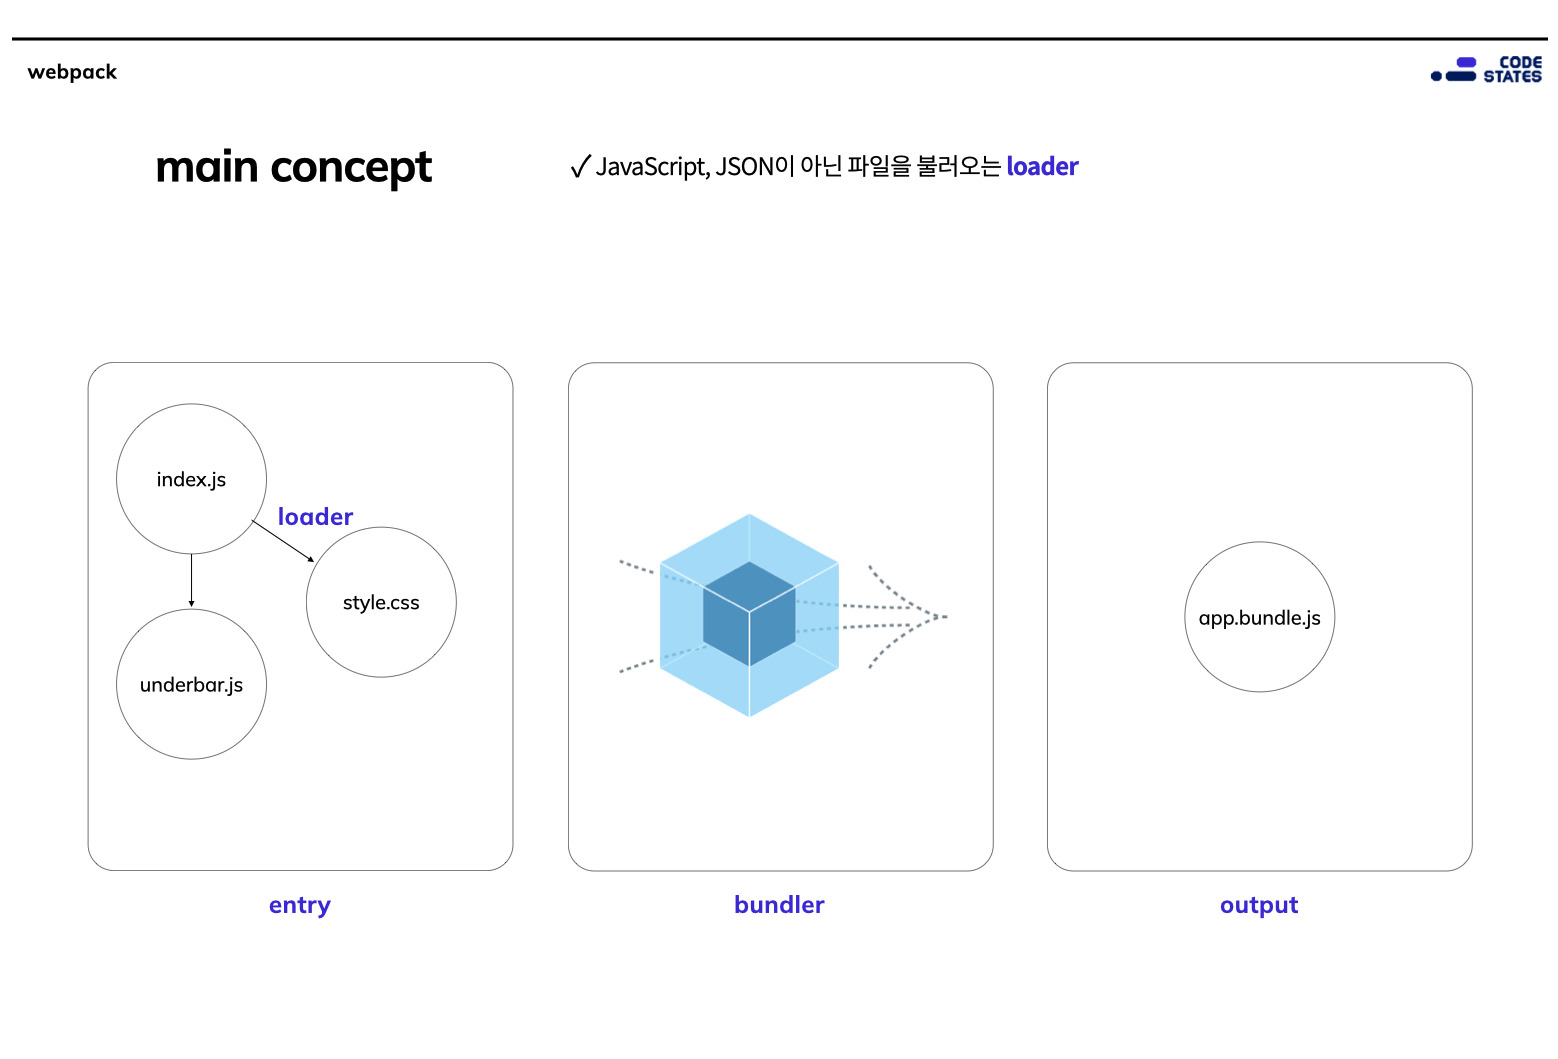 webpack
CODE
STATES
main concept
✓ JavaScript, JSON이 아닌 파일을 불러오는 loader
index.js
loader
style.css
underbar.js
app.bundle.js
entry
bundler
output